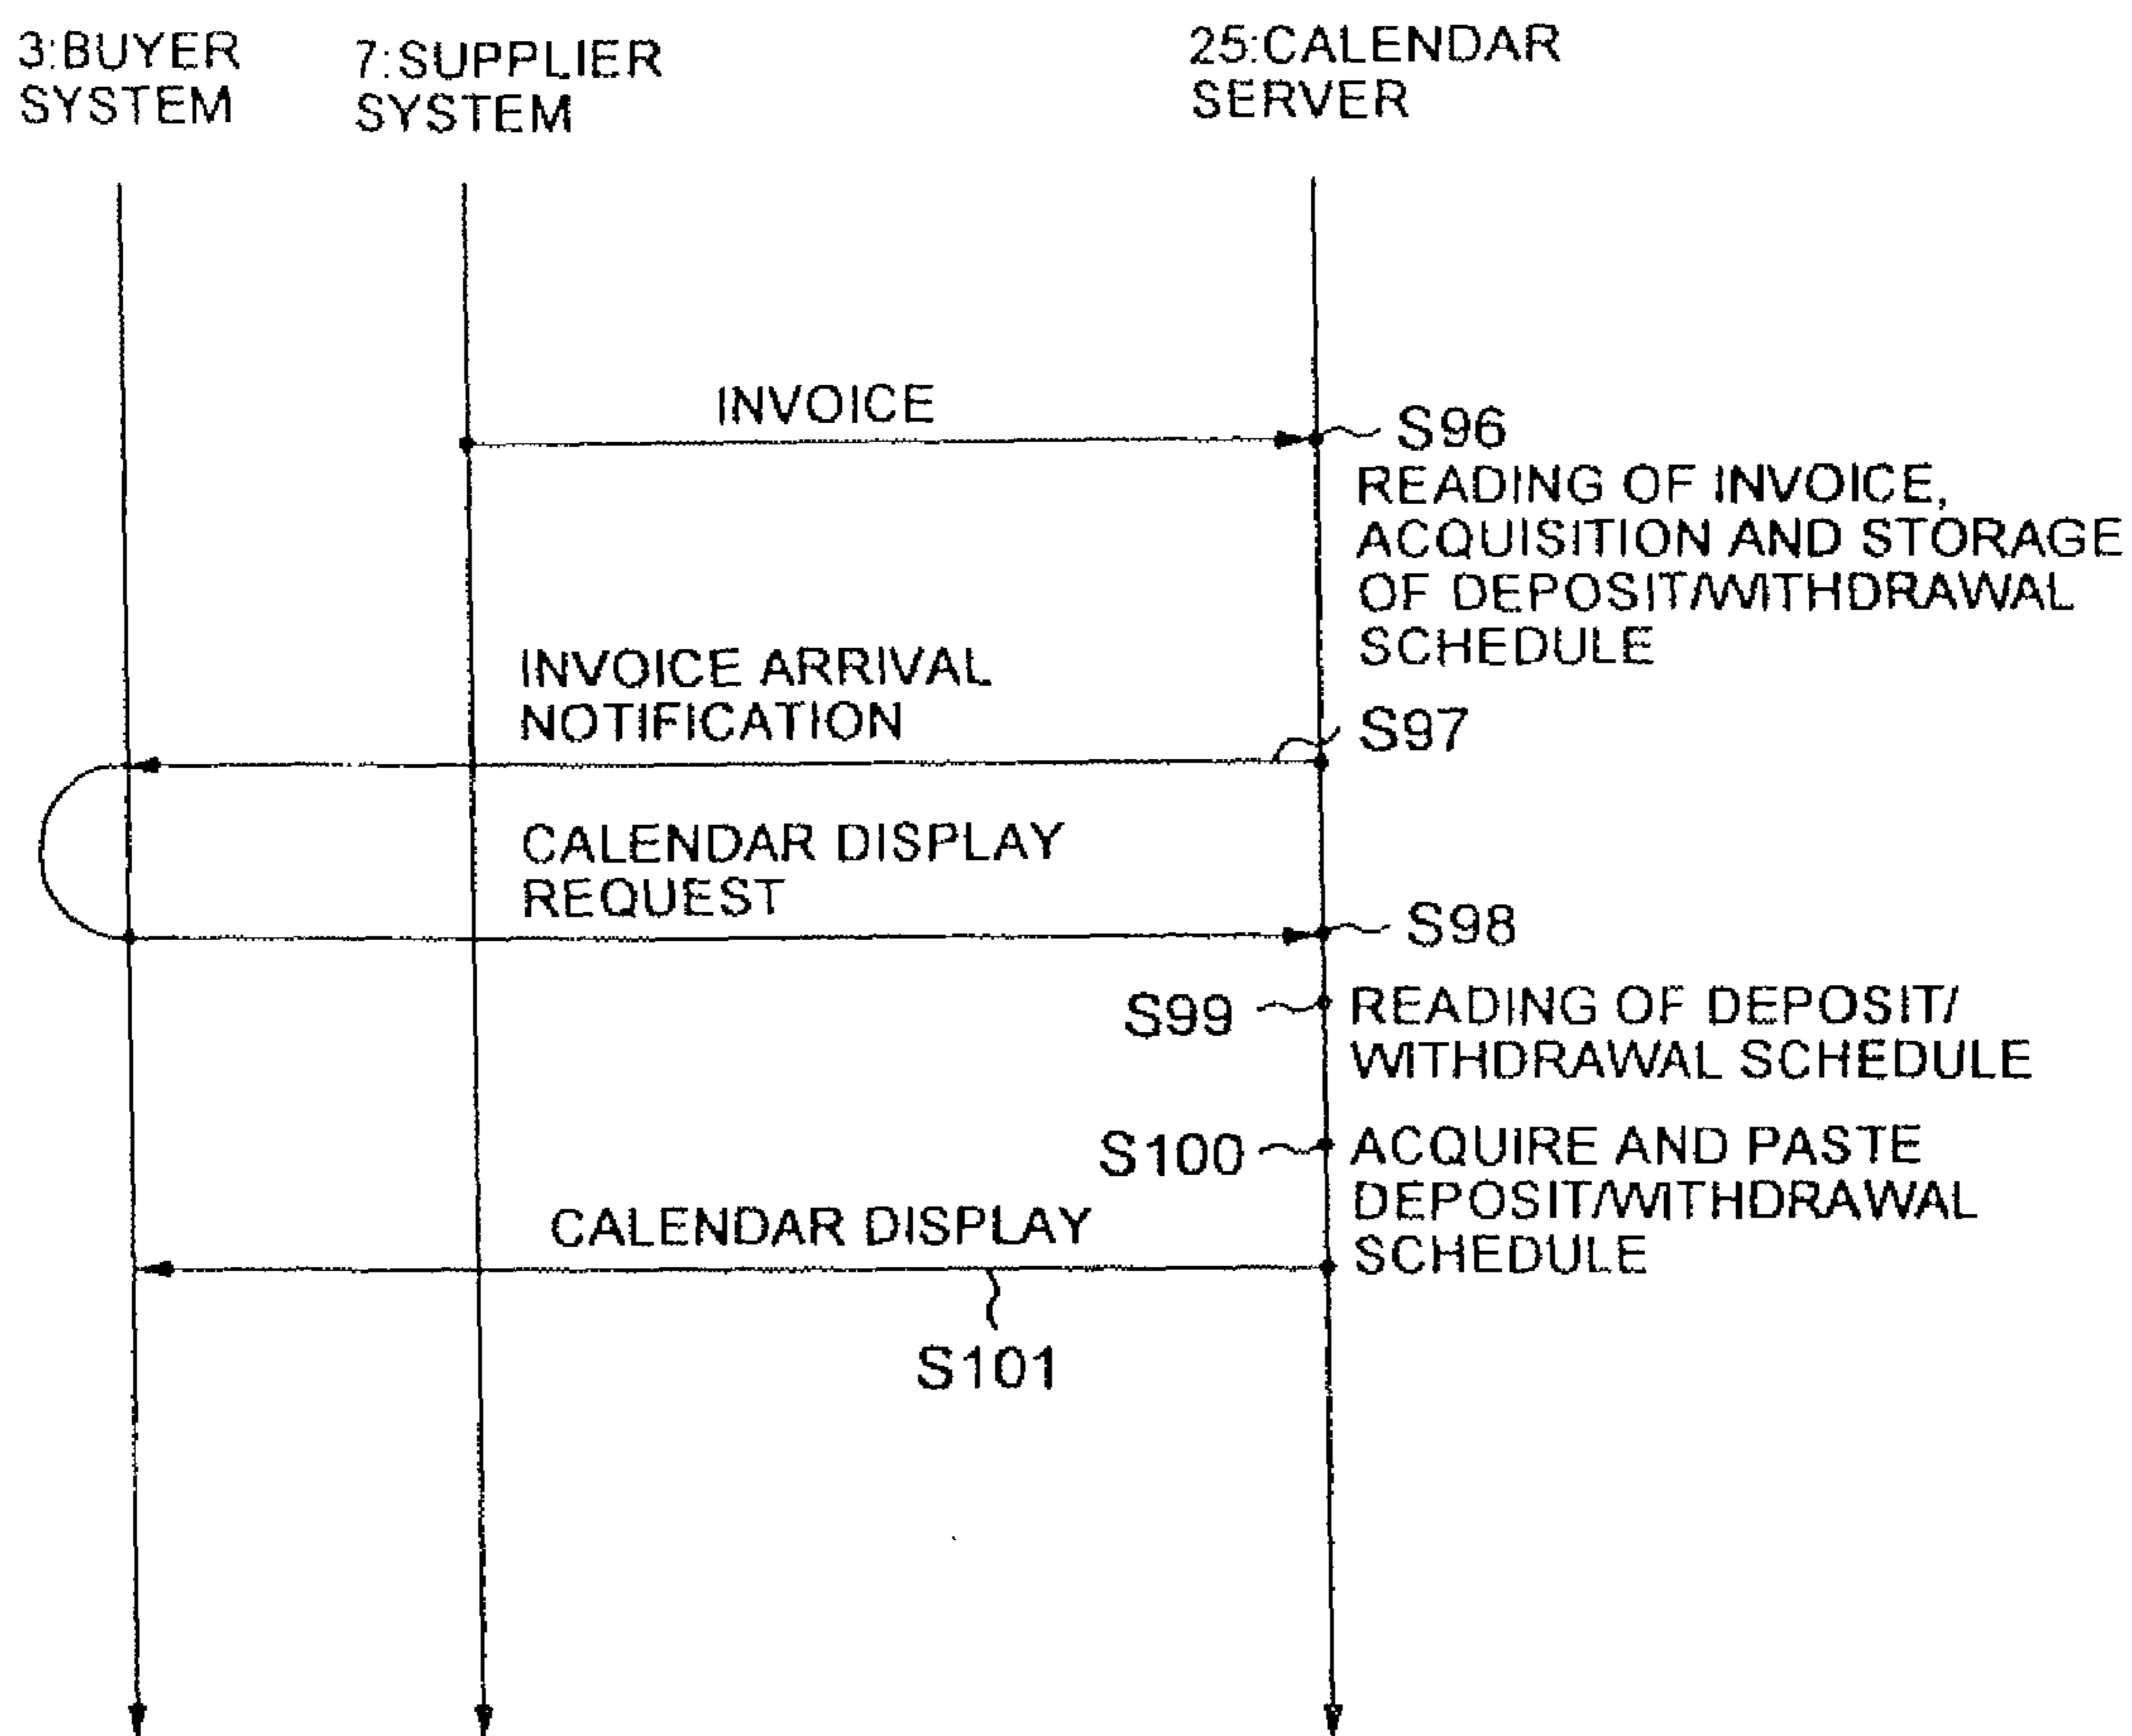 3:BUYER
SYSTEM
7:SUPPLIER
SYSTEM
25:CALENDAR
SERVER
INVOICE
S96
READING OF INVOICE,
ACQUISITION AND STORAGE
OF DEPOSIT/WITHDRAWAL
SCHEDULE
INVOICE ARRIVAL
NOTIFICATION
S97
CALENDAR DISPLAY
REQUEST
S98
S99
READING OF DEPOSIT/
WITHDRAWAL SCHEDULE
S100
ACQUIRE AND PASTE
DEPOSIT/WITHDRAWAL
SCHEDULE
CALENDAR DISPLAY
S101